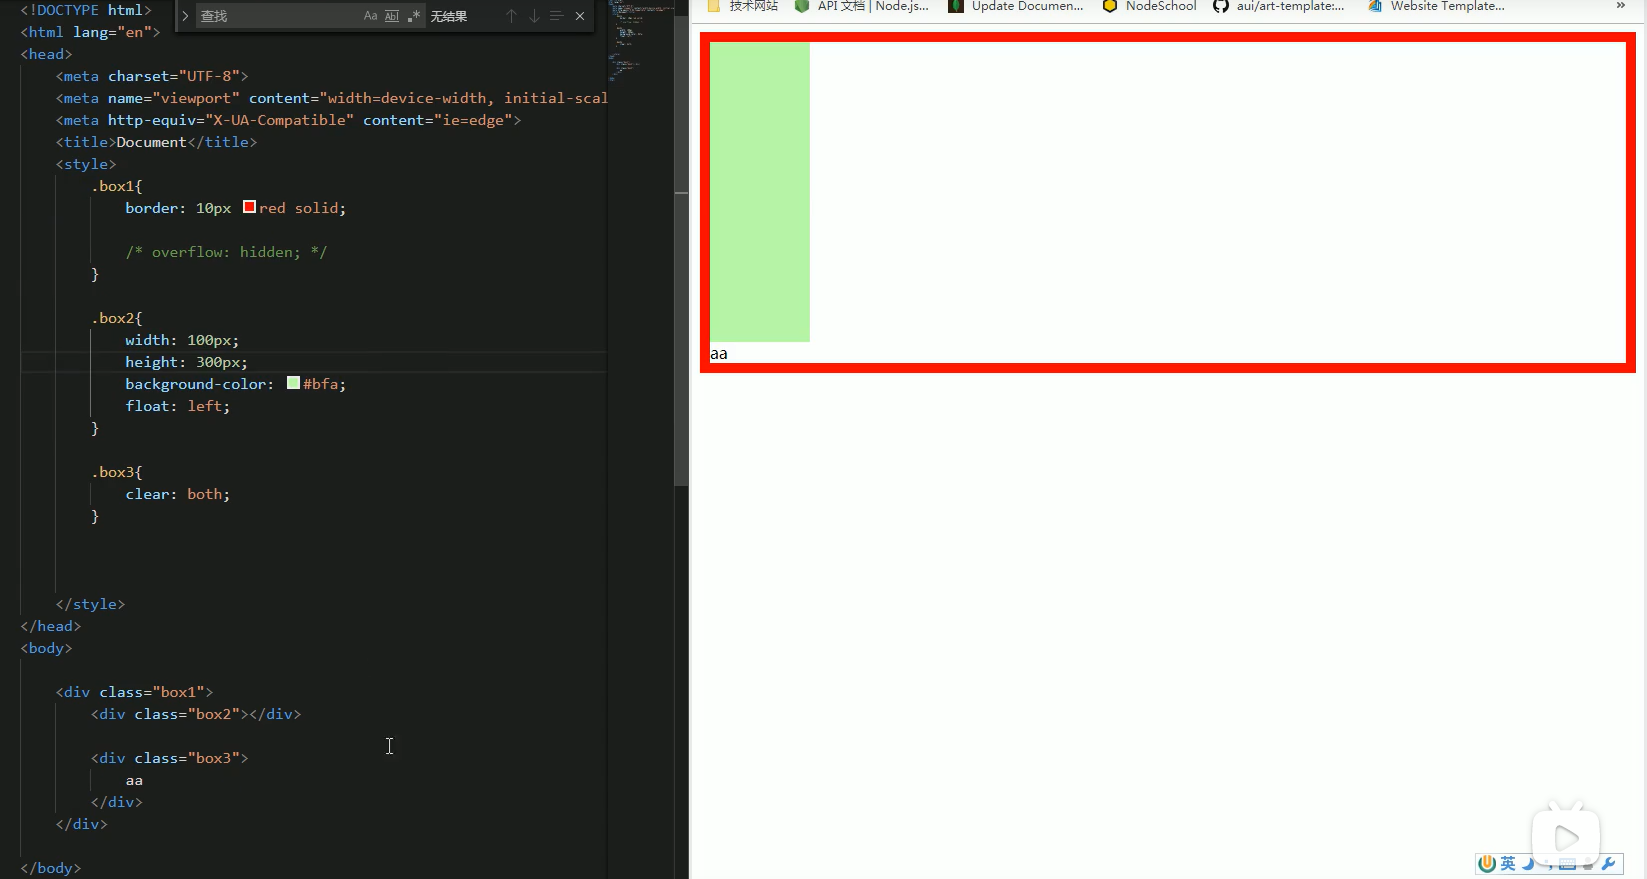 <!DOCTYPE html>
<html lang="en">
<head>
<meta charset="UTF-8">
<meta name="viewport" content="width=device-width, initial-scal
<meta http-equiv="X-UA-Compatible" content="ie=edge">
<title>Document</title>
<style>
.box1{
border: 10px red solid;
/* overflow: hidden; */
}
.box2{
width: 100px;
height: 300px;
background-color: #bfa;
float: left;
}
.box3{
clear: both;
}
</style>
</head>
<body>
<div class="box1">
<div class="box2"></div>
<div class="box3">
aa
</div>
</div>
</body>
查找 Aa Abl .* 无结果
技术网站 API 文档 | Node.js... Update Documen... NodeSchool aui/art-template:... Website Template... »
aa
英